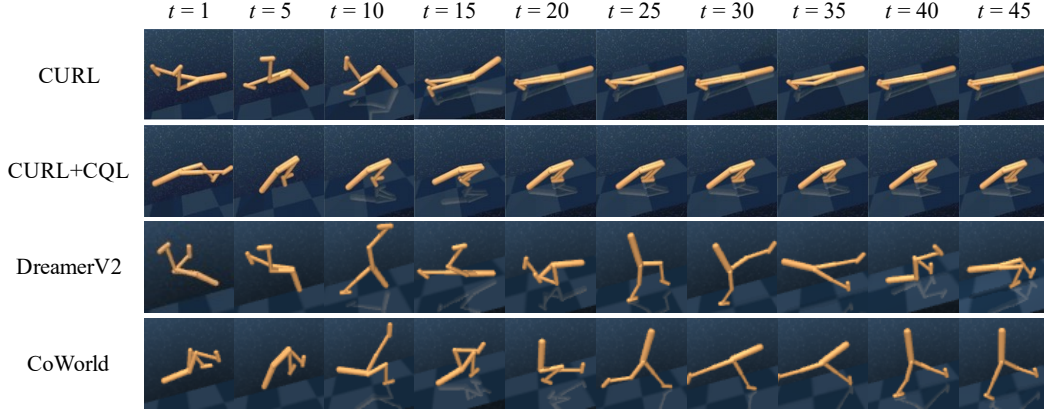 t = 1 t = 5 t = 10 t = 15 t = 20 t = 25 t = 30 t = 35 t = 40 t = 45
CURL
CURL+CQL
DreamerV2
CoWorld